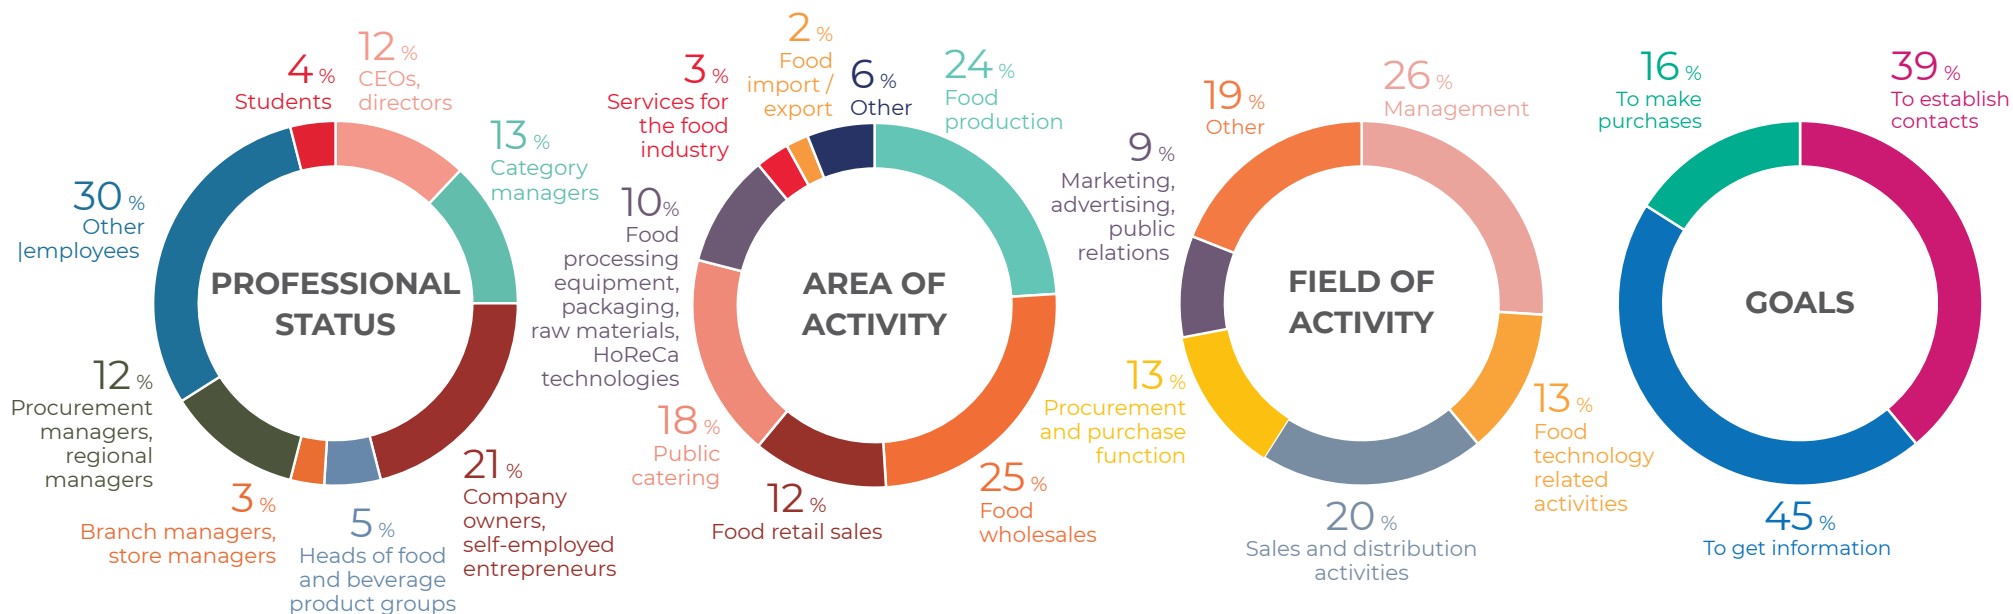 PROFESSIONAL
STATUS
12 %
CEOs,
directors
13 %
Category
managers
21 %
Company
owners,
self-employed
entrepreneurs
5 %
Heads of food
and beverage
product groups
3 %
Branch managers,
store managers
12 %
Procurement
managers,
regional
managers
30 %
Other
|employees
4 %
Students
AREA OF
ACTIVITY
24 %
Food
production
25 %
Food
wholesales
12 %
Food retail sales
18 %
Public
catering
10%
Food
processing
equipment,
packaging,
raw materials,
HoReCa
technologies
3 %
Services for
the food
industry
2 %
Food
import /
export
6 %
Other
FIELD OF
ACTIVITY
26 %
Management
13 %
Food
technology
related
activities
20 %
Sales and distribution
activities
13 %
Procurement
and purchase
function
9 %
Marketing,
advertising,
public
relations
19 %
Other
GOALS
39 %
To establish
contacts
45 %
To get information
16 %
To make
purchases